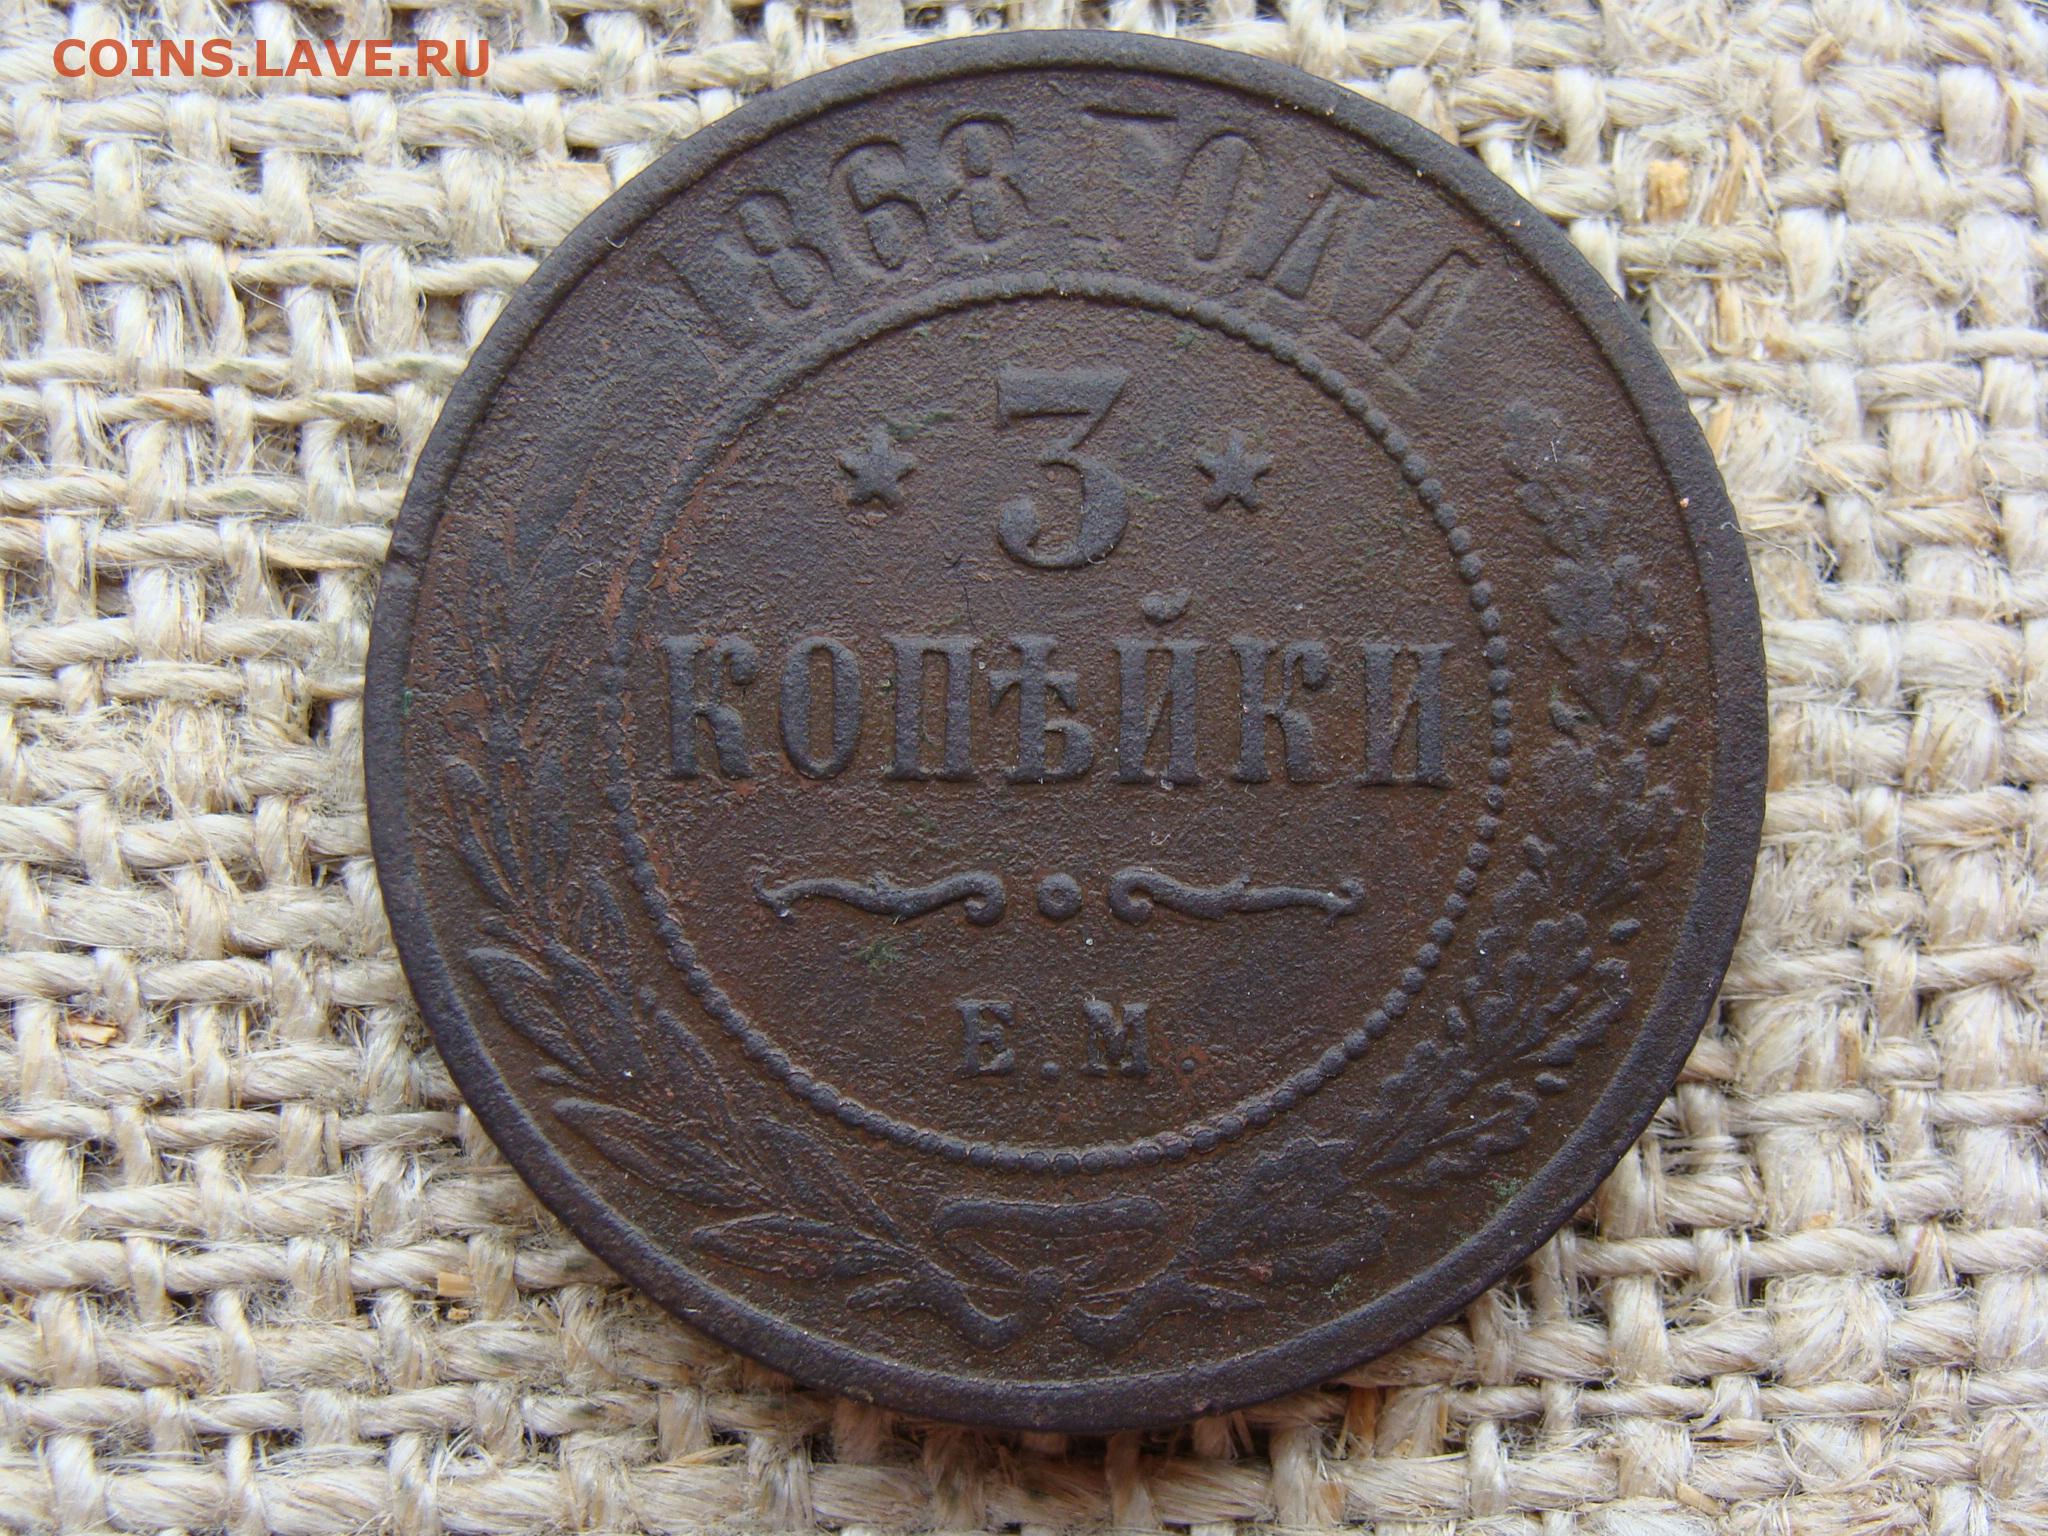 COINS.LAVE.RU
1868 ГОДА
* 3 *
КОПѢЙКИ
Е.М.